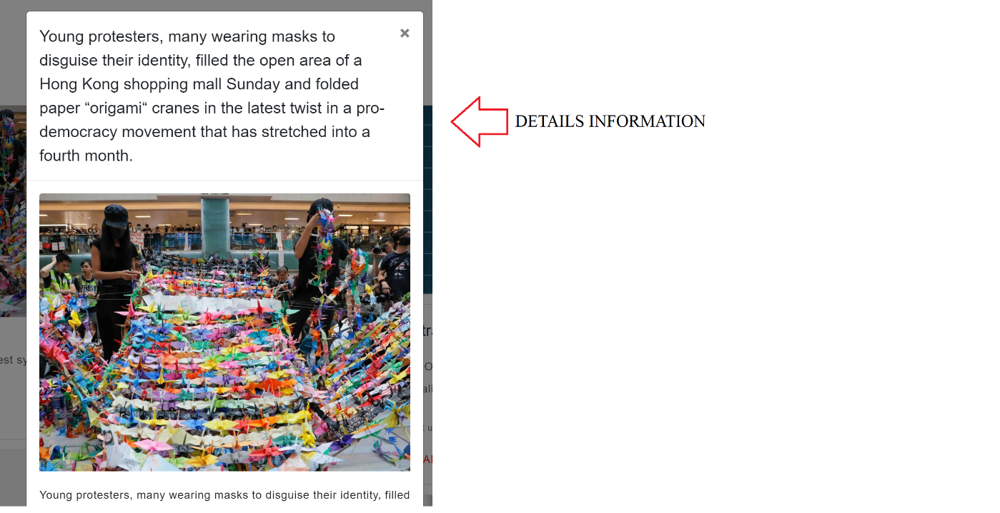 Young protesters, many wearing masks to
disguise their identity, filled the open area of a
Hong Kong shopping mall Sunday and folded
paper “origami“ cranes in the latest twist in a pro-
democracy movement that has stretched into a
fourth month.
×
DETAILS INFORMATION
Young protesters, many wearing masks to disguise their identity, filled